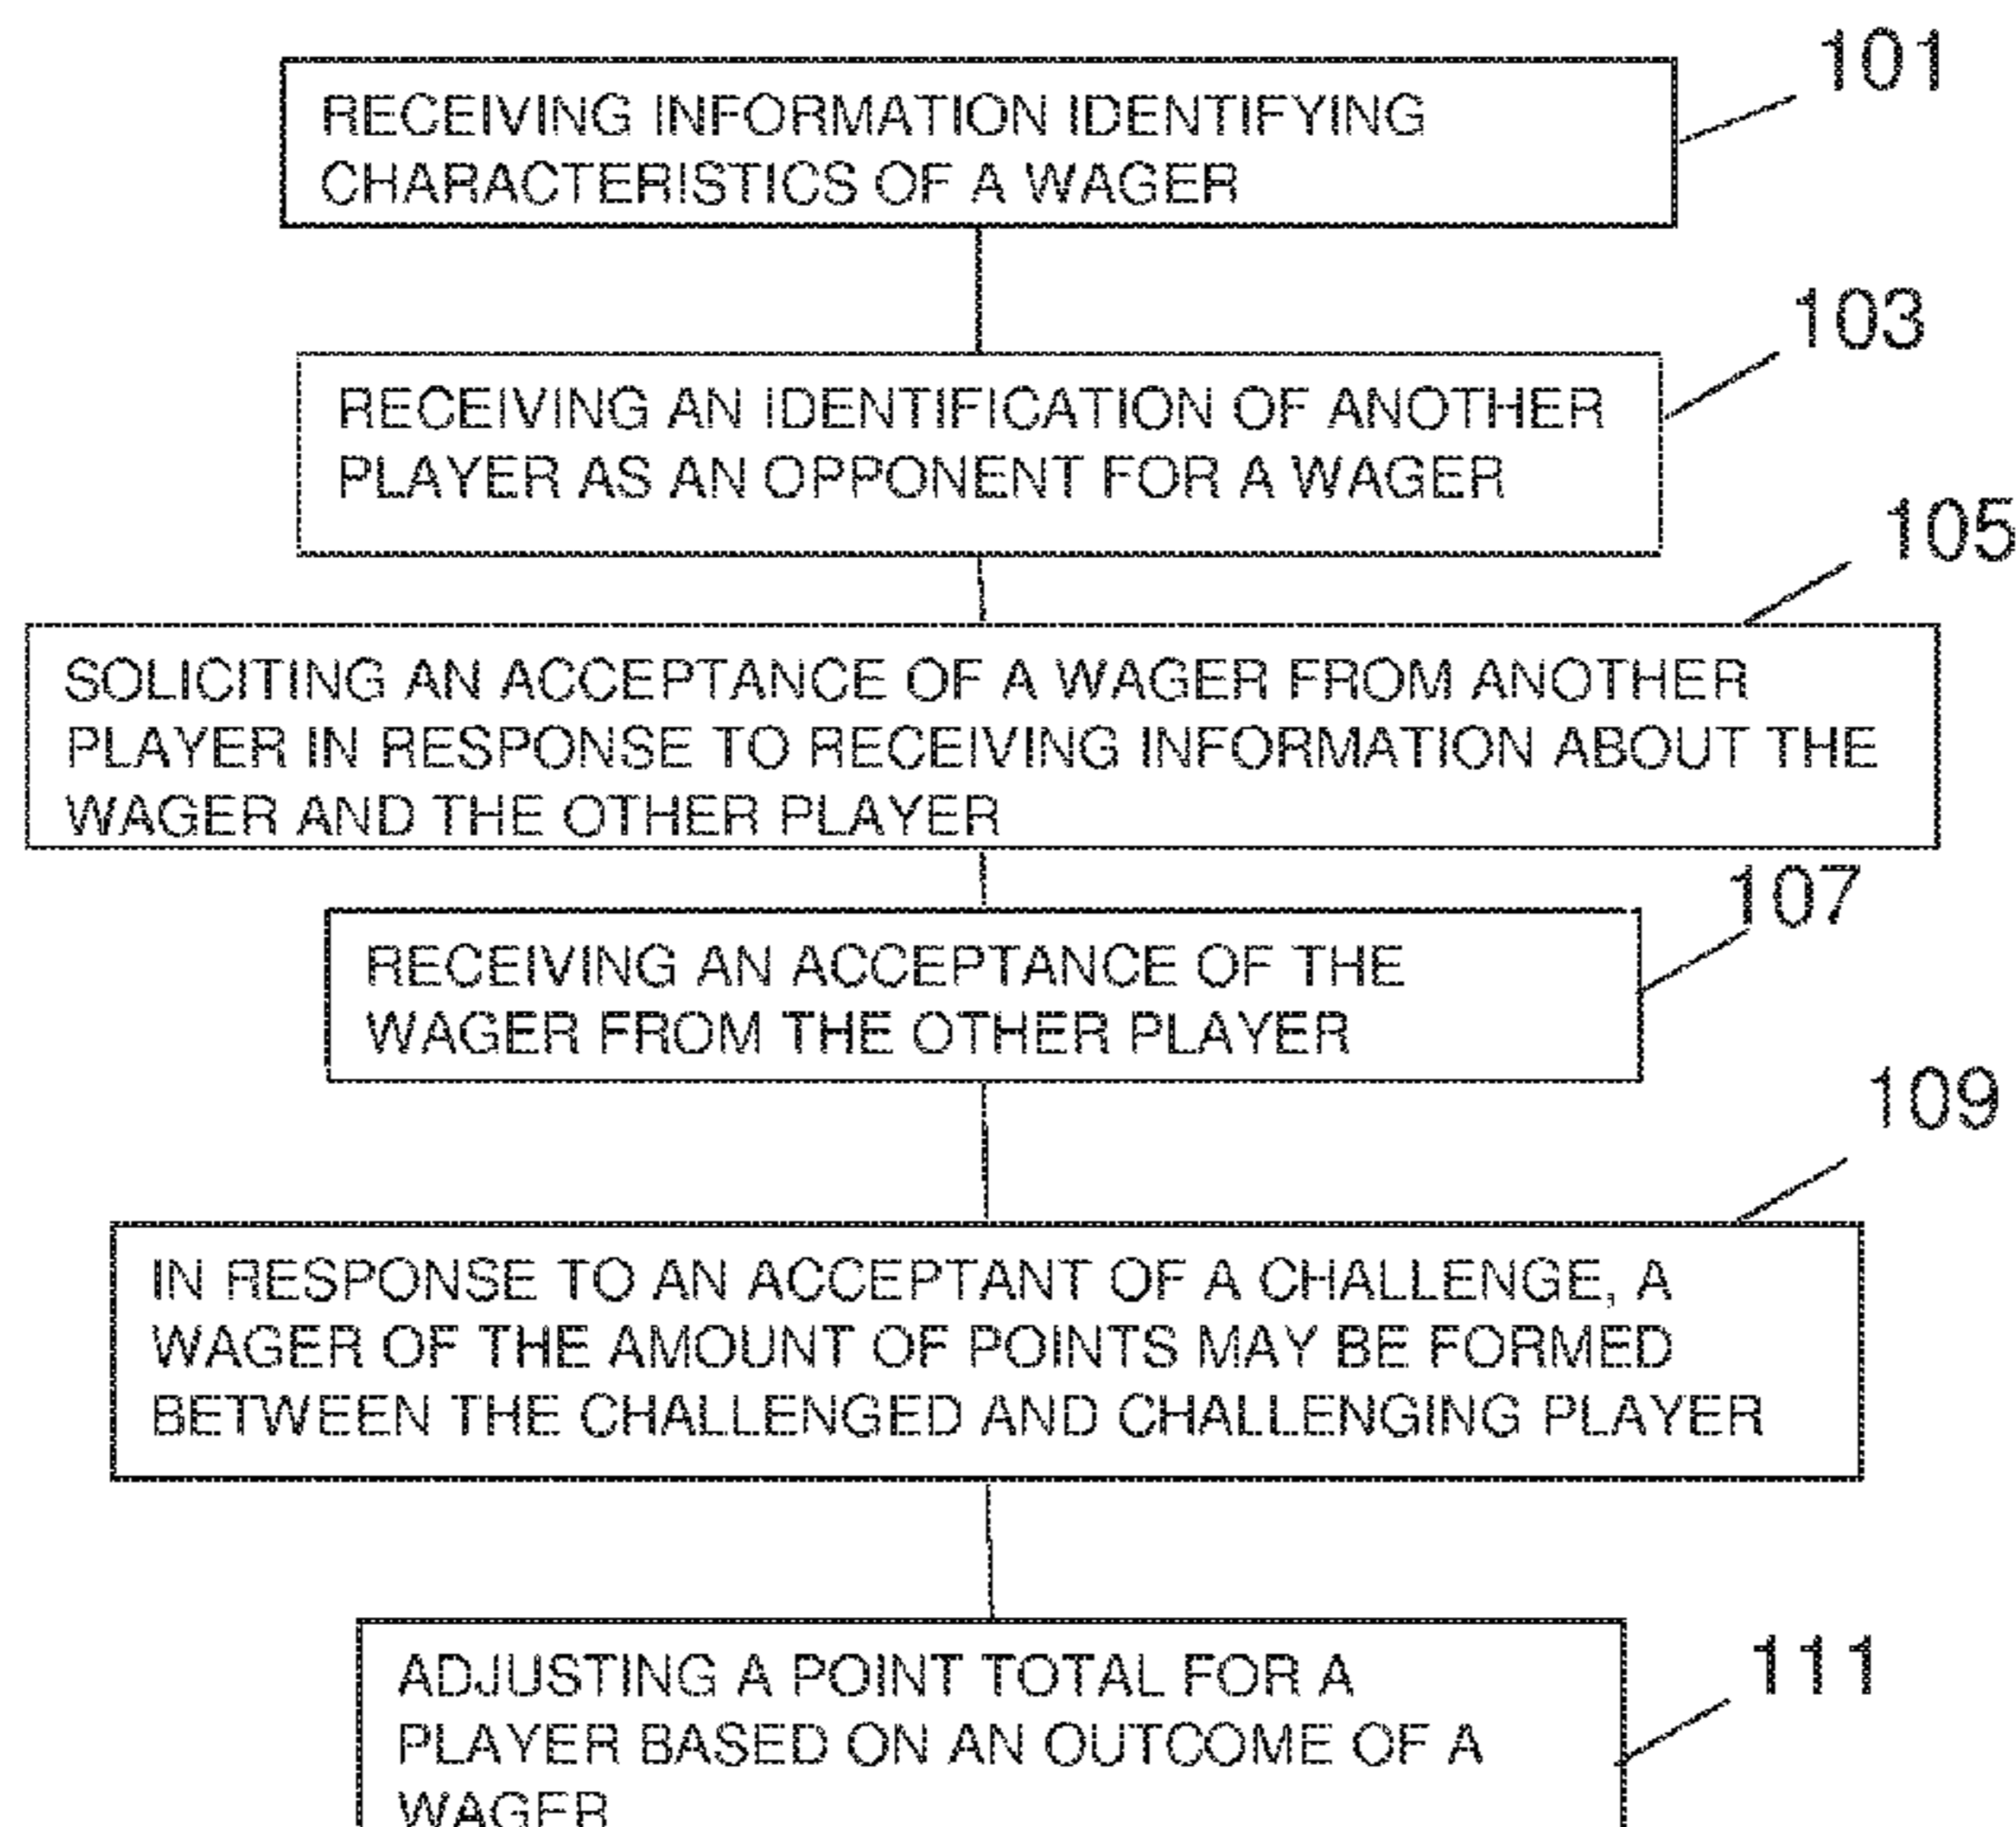 101
RECEIVING INFORMATION IDENTIFYING
CHARACTERISTICS OF A WAGER
103
RECEIVING AN IDENTIFICATION OF ANOTHER
PLAYER AS AN OPPONENT FOR A WAGER
105
SOLICITING AN ACCEPTANCE OF A WAGER FROM ANOTHER
PLAYER IN RESPONSE TO RECEIVING INFORMATION ABOUT THE
WAGER AND THE OTHER PLAYER
107
RECEIVING AN ACCEPTANCE OF THE
WAGER FROM THE OTHER PLAYER
109
IN RESPONSE TO AN ACCEPTANT OF A CHALLENGE, A
WAGER OF THE AMOUNT OF POINTS MAY BE FORMED
BETWEEN THE CHALLENGED AND CHALLENGING PLAYER
111
ADJUSTING A POINT TOTAL FOR A
PLAYER BASED ON AN OUTCOME OF A
WAGER